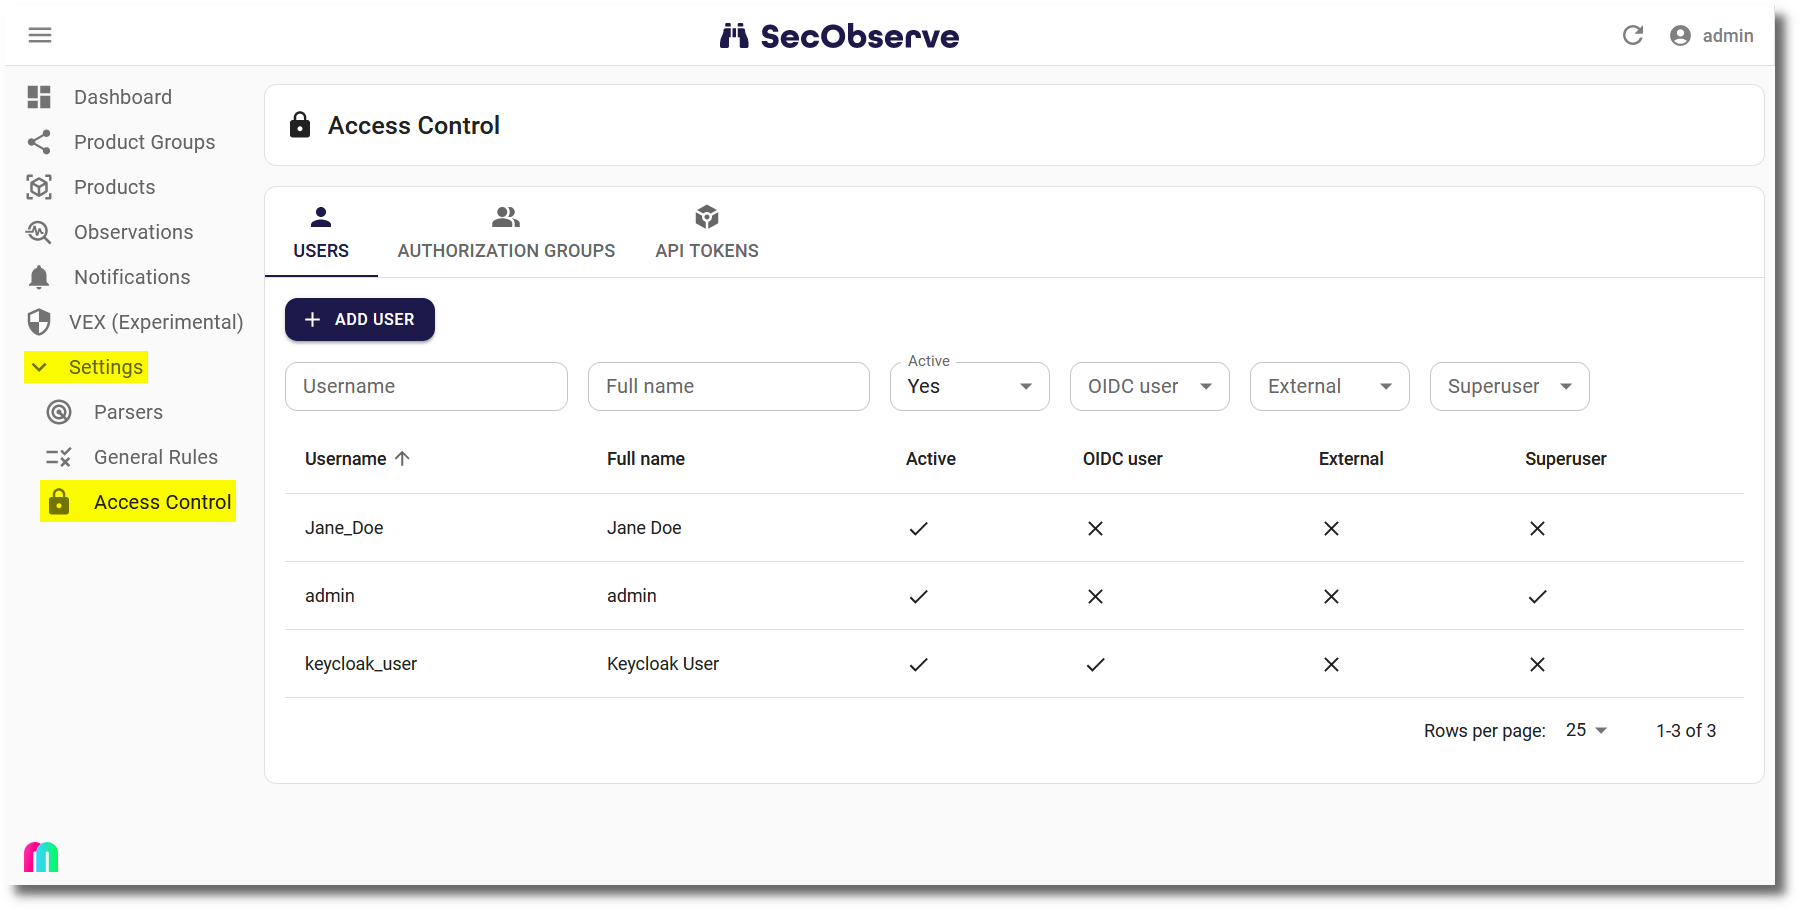 SecObserve
admin
Dashboard
Product Groups
Products
Observations
Notifications
VEX (Experimental)
Settings
Parsers
General Rules
Access Control
Access Control
USERS AUTHORIZATION GROUPS API TOKENS
ADD USER
Username Full name Active Yes OIDC user External Superuser
Username Full name Active OIDC user External Superuser
Jane_Doe Jane Doe
admin admin
keycloak_user Keycloak User
Rows per page: 25 1-3 of 3